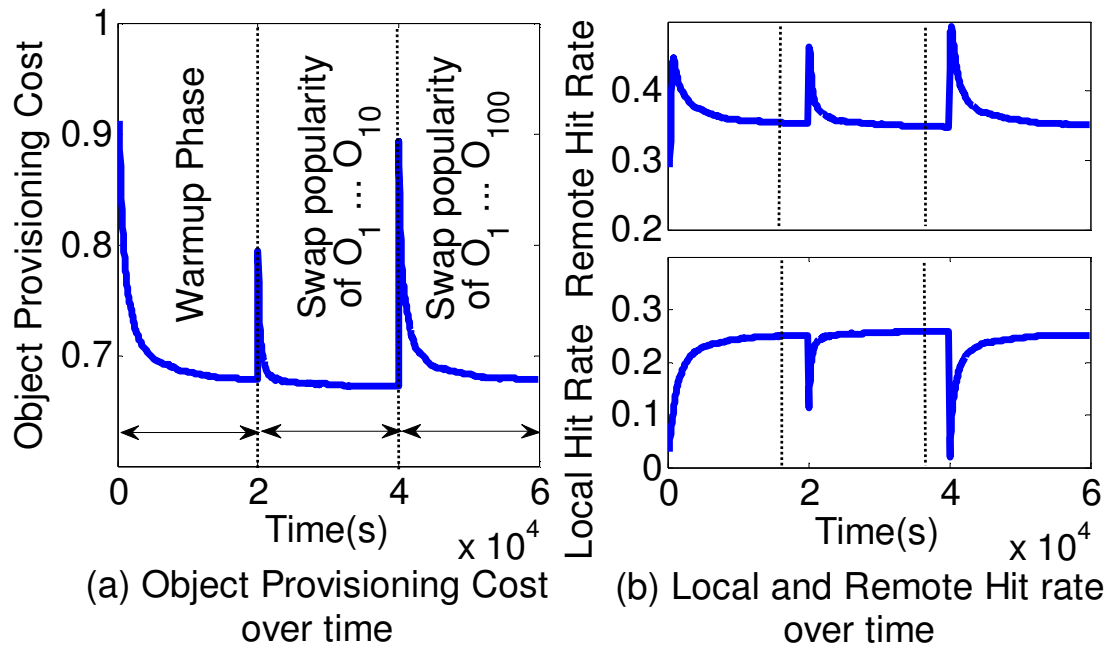 Object Provisioning Cost
1
0.9
0.8
0.7
Warmup Phase
Swap popularity
of O1 ... O10
Swap popularity
of O1 ... O100
0 2 4 6
Time(s)
x 10^4
(a) Object Provisioning Cost
over time
Remote Hit Rate
0.4
0.3
0.2
Local Hit Rate
0.3
0.2
0.1
0
0 2 4 6
Time(s)
x 10^4
(b) Local and Remote Hit rate
over time